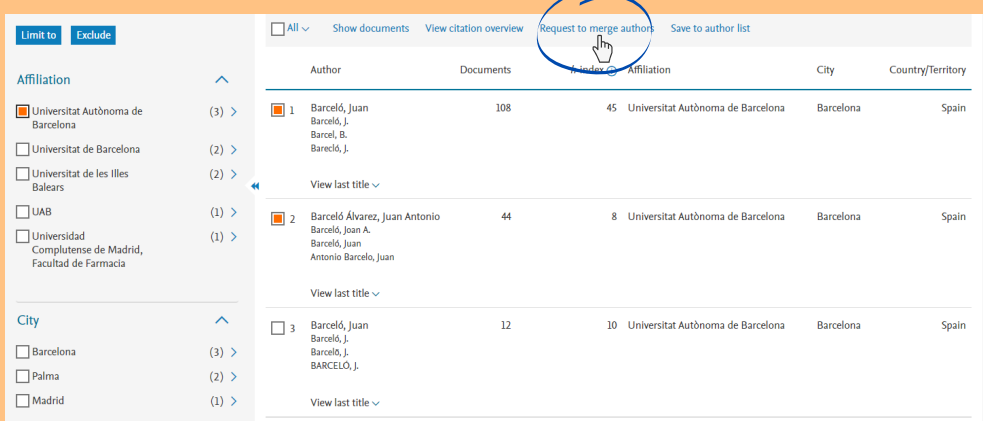 Limit to Exclude
Affiliation
Universitat Autònoma de (3)
Barcelona
Universitat de Barcelona (2)
Universitat de les Illes (2)
Balears
UAB (1)
Universidad (1)
Complutense de Madrid,
Facultad de Farmacia
City
Barcelona (3)
Palma (2)
Madrid (1)
All Show documents View citation overview Request to merge authors Save to author list
Author Documents h-index Affiliation City Country/Territory
1 Barceló, Juan 108 45 Universitat Autònoma de Barcelona Barcelona Spain
Barceló, J.
Barcel, B.
Barecló, J.
View last title
2 Barceló Álvarez, Juan Antonio 44 8 Universitat Autònoma de Barcelona Barcelona Spain
Barceló, Joan A.
Barceló, Juan
Antonio Barcelo, Juan
View last title
3 Barceló, Juan 12 10 Universitat Autònoma de Barcelona Barcelona Spain
Barceló, J.
BARCELÓ, J.
View last title